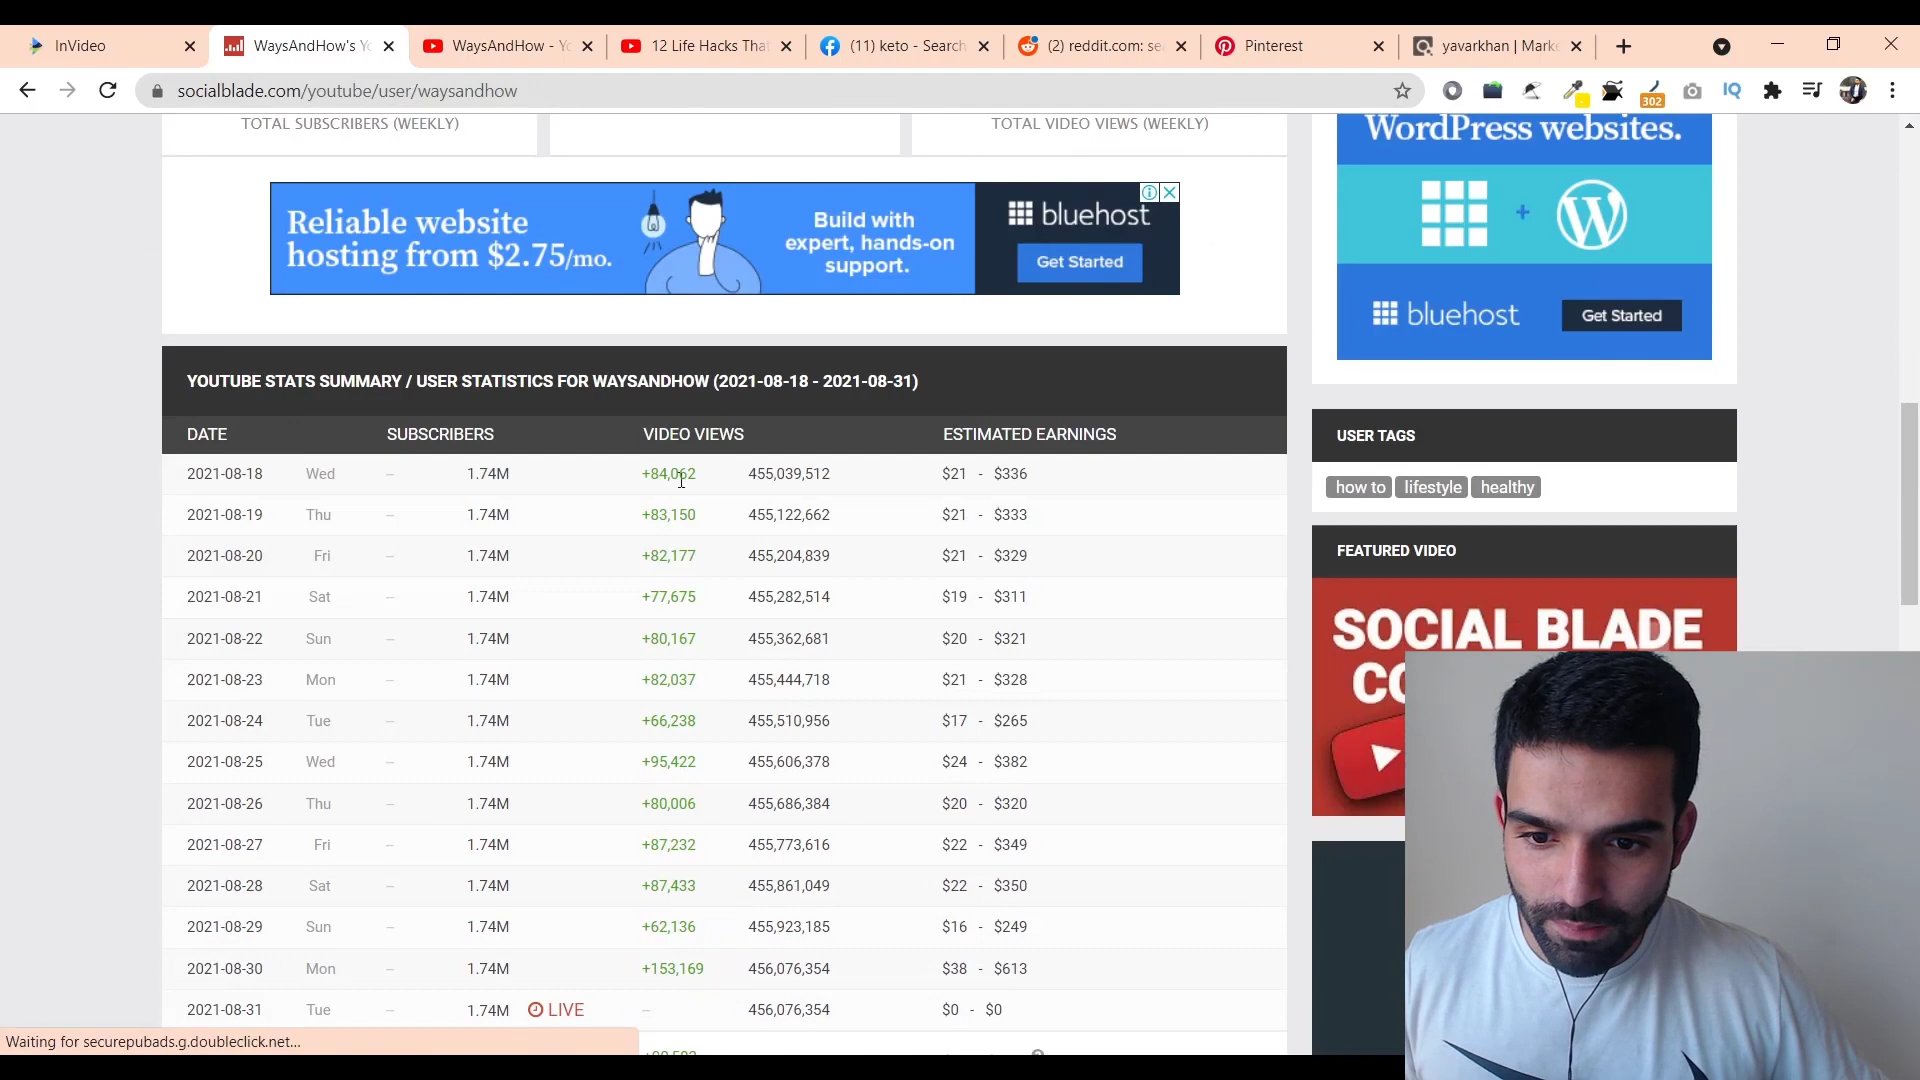 InVideo
WaysAndHow's Yo
WaysAndHow - Yo
12 Life Hacks That
(11) keto - Search
(2) reddit.com: sea
Pinterest
yavarkhan | Marke
socialblade.com/youtube/user/waysandhow
302
IQ
TOTAL SUBSCRIBERS (WEEKLY)
TOTAL VIDEO VIEWS (WEEKLY)
WordPress websites.
Reliable website
hosting from $2.75/mo.
Build with
expert, hands-on
support.
bluehost
Get Started
bluehost
Get Started
YOUTUBE STATS SUMMARY / USER STATISTICS FOR WAYSANDHOW (2021-08-18 - 2021-08-31)
DATE SUBSCRIBERS VIDEO VIEWS ESTIMATED EARNINGS
2021-08-18 Wed – 1.74M +84,062 455,039,512 $21 - $336
2021-08-19 Thu – 1.74M +83,150 455,122,662 $21 - $333
2021-08-20 Fri – 1.74M +82,177 455,204,839 $21 - $329
2021-08-21 Sat – 1.74M +77,675 455,282,514 $19 - $311
2021-08-22 Sun – 1.74M +80,167 455,362,681 $20 - $321
2021-08-23 Mon – 1.74M +82,037 455,444,718 $21 - $328
2021-08-24 Tue – 1.74M +66,238 455,510,956 $17 - $265
2021-08-25 Wed – 1.74M +95,422 455,606,378 $24 - $382
2021-08-26 Thu – 1.74M +80,006 455,686,384 $20 - $320
2021-08-27 Fri – 1.74M +87,232 455,773,616 $22 - $349
2021-08-28 Sat – 1.74M +87,433 455,861,049 $22 - $350
2021-08-29 Sun – 1.74M +62,136 455,923,185 $16 - $249
2021-08-30 Mon – 1.74M +153,169 456,076,354 $38 - $613
2021-08-31 Tue – 1.74M LIVE – 456,076,354 $0 - $0
USER TAGS
how to lifestyle healthy
FEATURED VIDEO
SOCIAL BLADE
Waiting for securepubads.g.doubleclick.net...